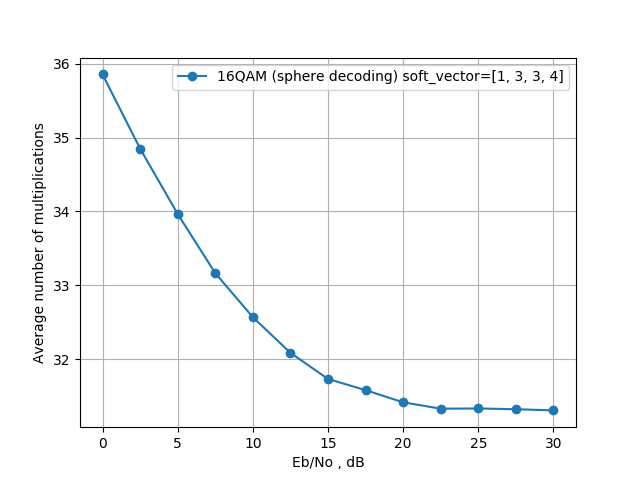 16QAM (sphere decoding) soft_vector=[1, 3, 3, 4]
36
35
34
33
32
Average number of multiplications
0 5 10 15 20 25 30
Eb/No , dB